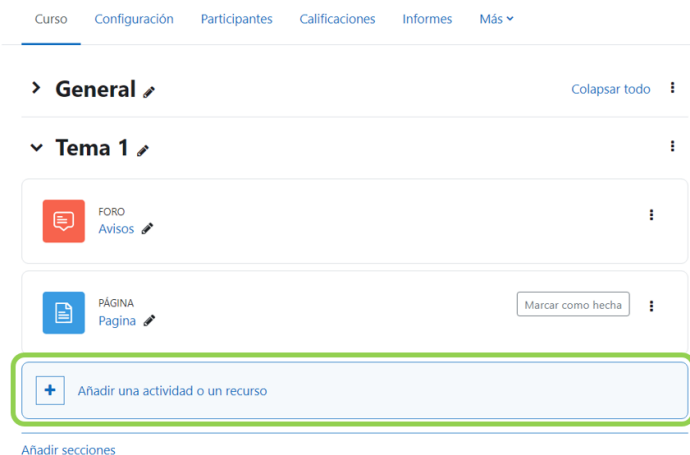 Curso Configuración Participantes Calificaciones Informes Más
General Colapsar todo
Tema 1
FORO
Avisos
PÁGINA
Pagina
Marcar como hecha
Añadir una actividad o un recurso
Añadir secciones